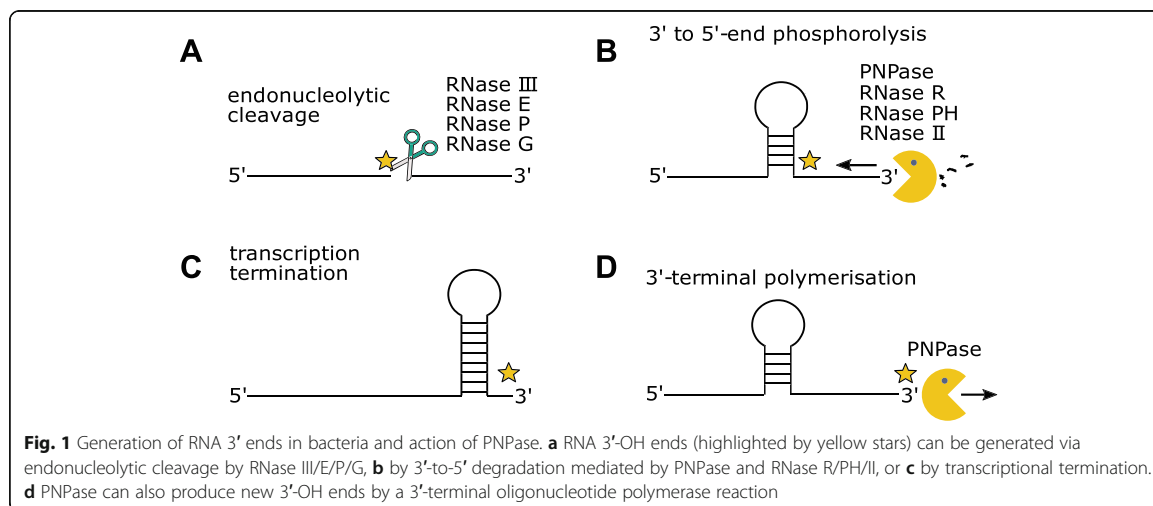 A
endonucleolytic
cleavage
RNase Ⅲ
RNase E
RNase P
RNase G
5'
3'
B
3' to 5'-end phosphorolysis
PNPase
RNase R
RNase PH
RNase Ⅱ
5'
3'
C
transcription
termination
5'
3'
D
3'-terminal polymerisation
PNPase
5'
3'
Fig. 1 Generation of RNA 3′ ends in bacteria and action of PNPase. a RNA 3′-OH ends (highlighted by yellow stars) can be generated via
endonucleolytic cleavage by RNase III/E/P/G, b by 3′-to-5′ degradation mediated by PNPase and RNase R/PH/II, or c by transcriptional termination.
d PNPase can also produce new 3′-OH ends by a 3′-terminal oligonucleotide polymerase reaction